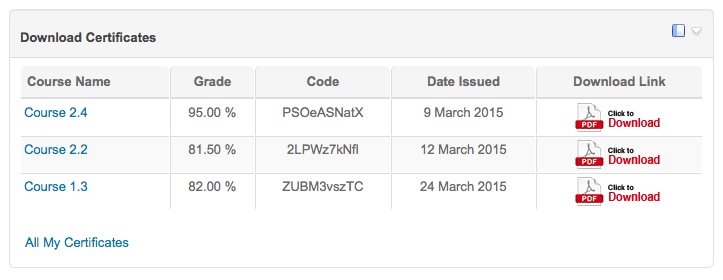 Download Certificates
Course Name Grade Code Date Issued Download Link
Course 2.4 95.00 % PSOeASNatX 9 March 2015 PDF Click to Download
Course 2.2 81.50 % 2LPWz7kNfl 12 March 2015 PDF Click to Download
Course 1.3 82.00 % ZUBM3vszTC 24 March 2015 PDF Click to Download
All My Certificates